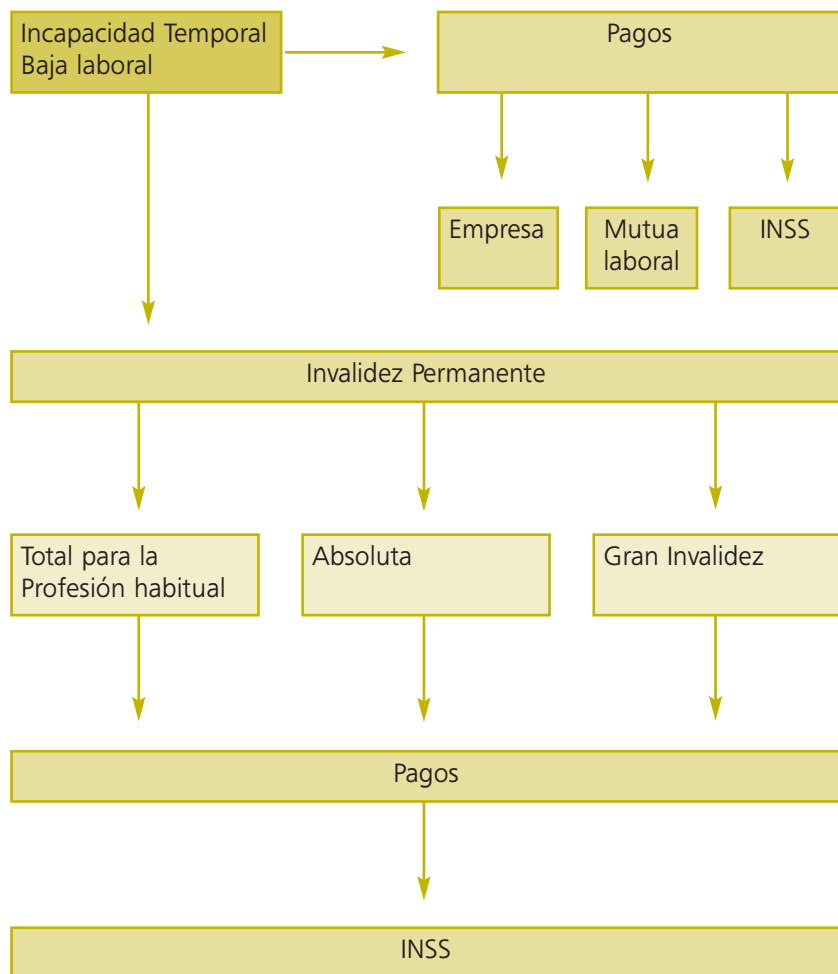 Incapacidad Temporal
Baja laboral
Pagos
Empresa
Mutua
laboral
INSS
Invalidez Permanente
Total para la
Profesión habitual
Absoluta
Gran Invalidez
Pagos
INSS